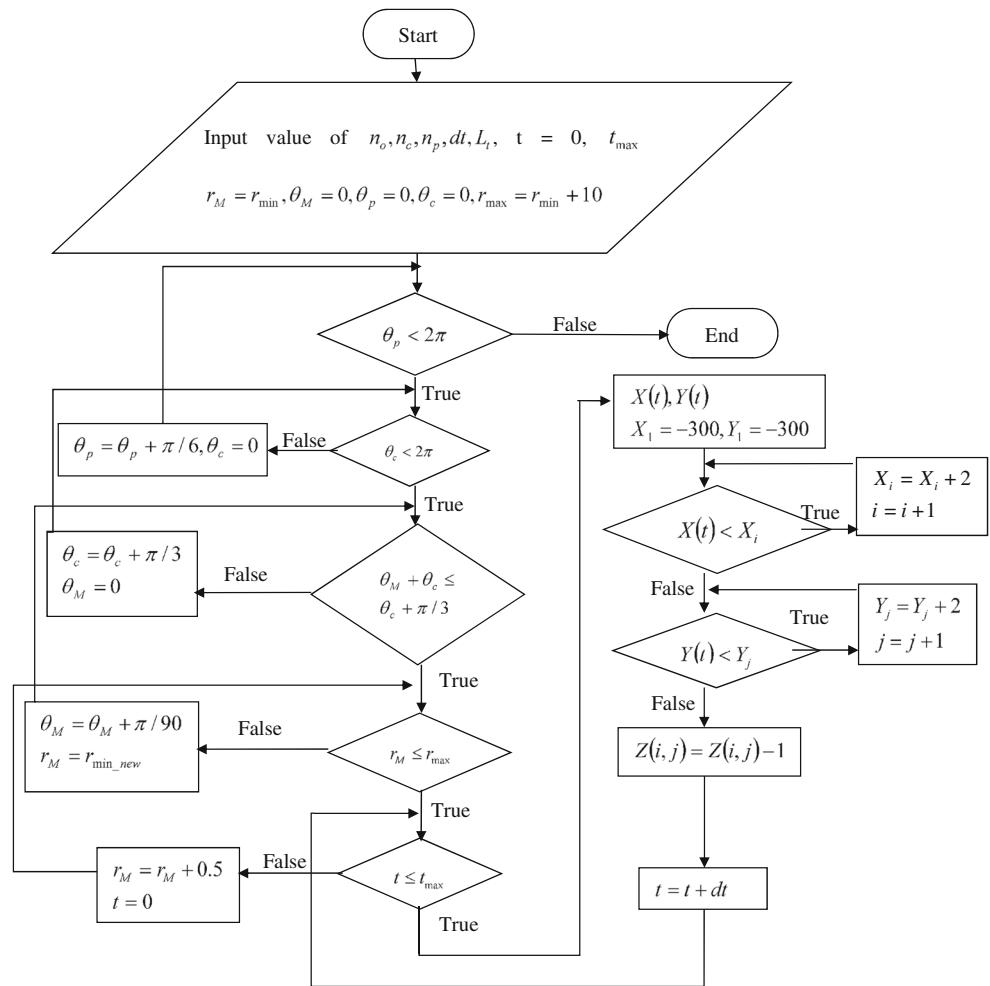 Start
Input value of n_o, n_c, n_p, dt, L_t, t = 0, t_max
r_M = r_min, θ_M = 0, θ_p = 0, θ_c = 0, r_max = r_min + 10
θ_p < 2π
False
End
True
θ_c < 2π
False
θ_p = θ_p + π/6, θ_c = 0
True
θ_M + θ_c ≤
θ_c + π/3
False
θ_c = θ_c + π/3
θ_M = 0
True
r_M ≤ r_max
False
θ_M = θ_M + π/90
r_M = r_min_new
True
t ≤ t_max
False
r_M = r_M + 0.5
t = 0
True
X(t), Y(t)
X_1 = −300, Y_1 = −300
X(t) < X_i
True
X_i = X_i + 2
i = i + 1
False
Y(t) < Y_j
True
Y_j = Y_j + 2
j = j + 1
False
Z(i, j) = Z(i, j) − 1
t = t + dt